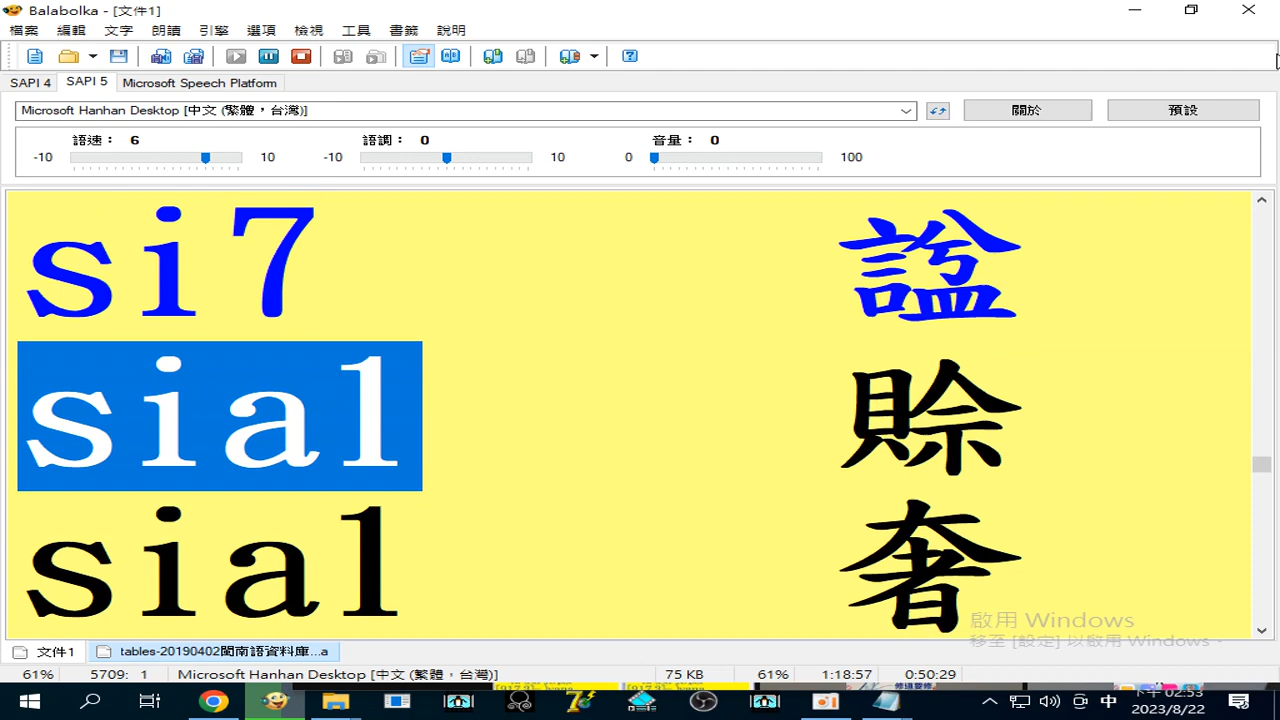 Balabolka - [文件1]
檔案 編輯 文字 朗讀 引擎 選項 檢視 工具 書籤 說明
SAPI 4 SAPI 5 Microsoft Speech Platform
Microsoft Hanhan Desktop [中文 (繁體，台灣)] 關於 預設
語速： 6 語調： 0 音量： 0
-10 10 -10 10 0 100
si7 諡
sia1 賒
sia1 奢
啟用 Windows
移至 [設定] 以啟用 Windows。
文件1 tables-20190402閩南語資料庫...a
61% 5709: 1 Microsoft Hanhan Desktop [中文 (繁體，台灣)] 75 KB 61% 1:18:57 0:50:29
中 下午 02:53
2023/8/22